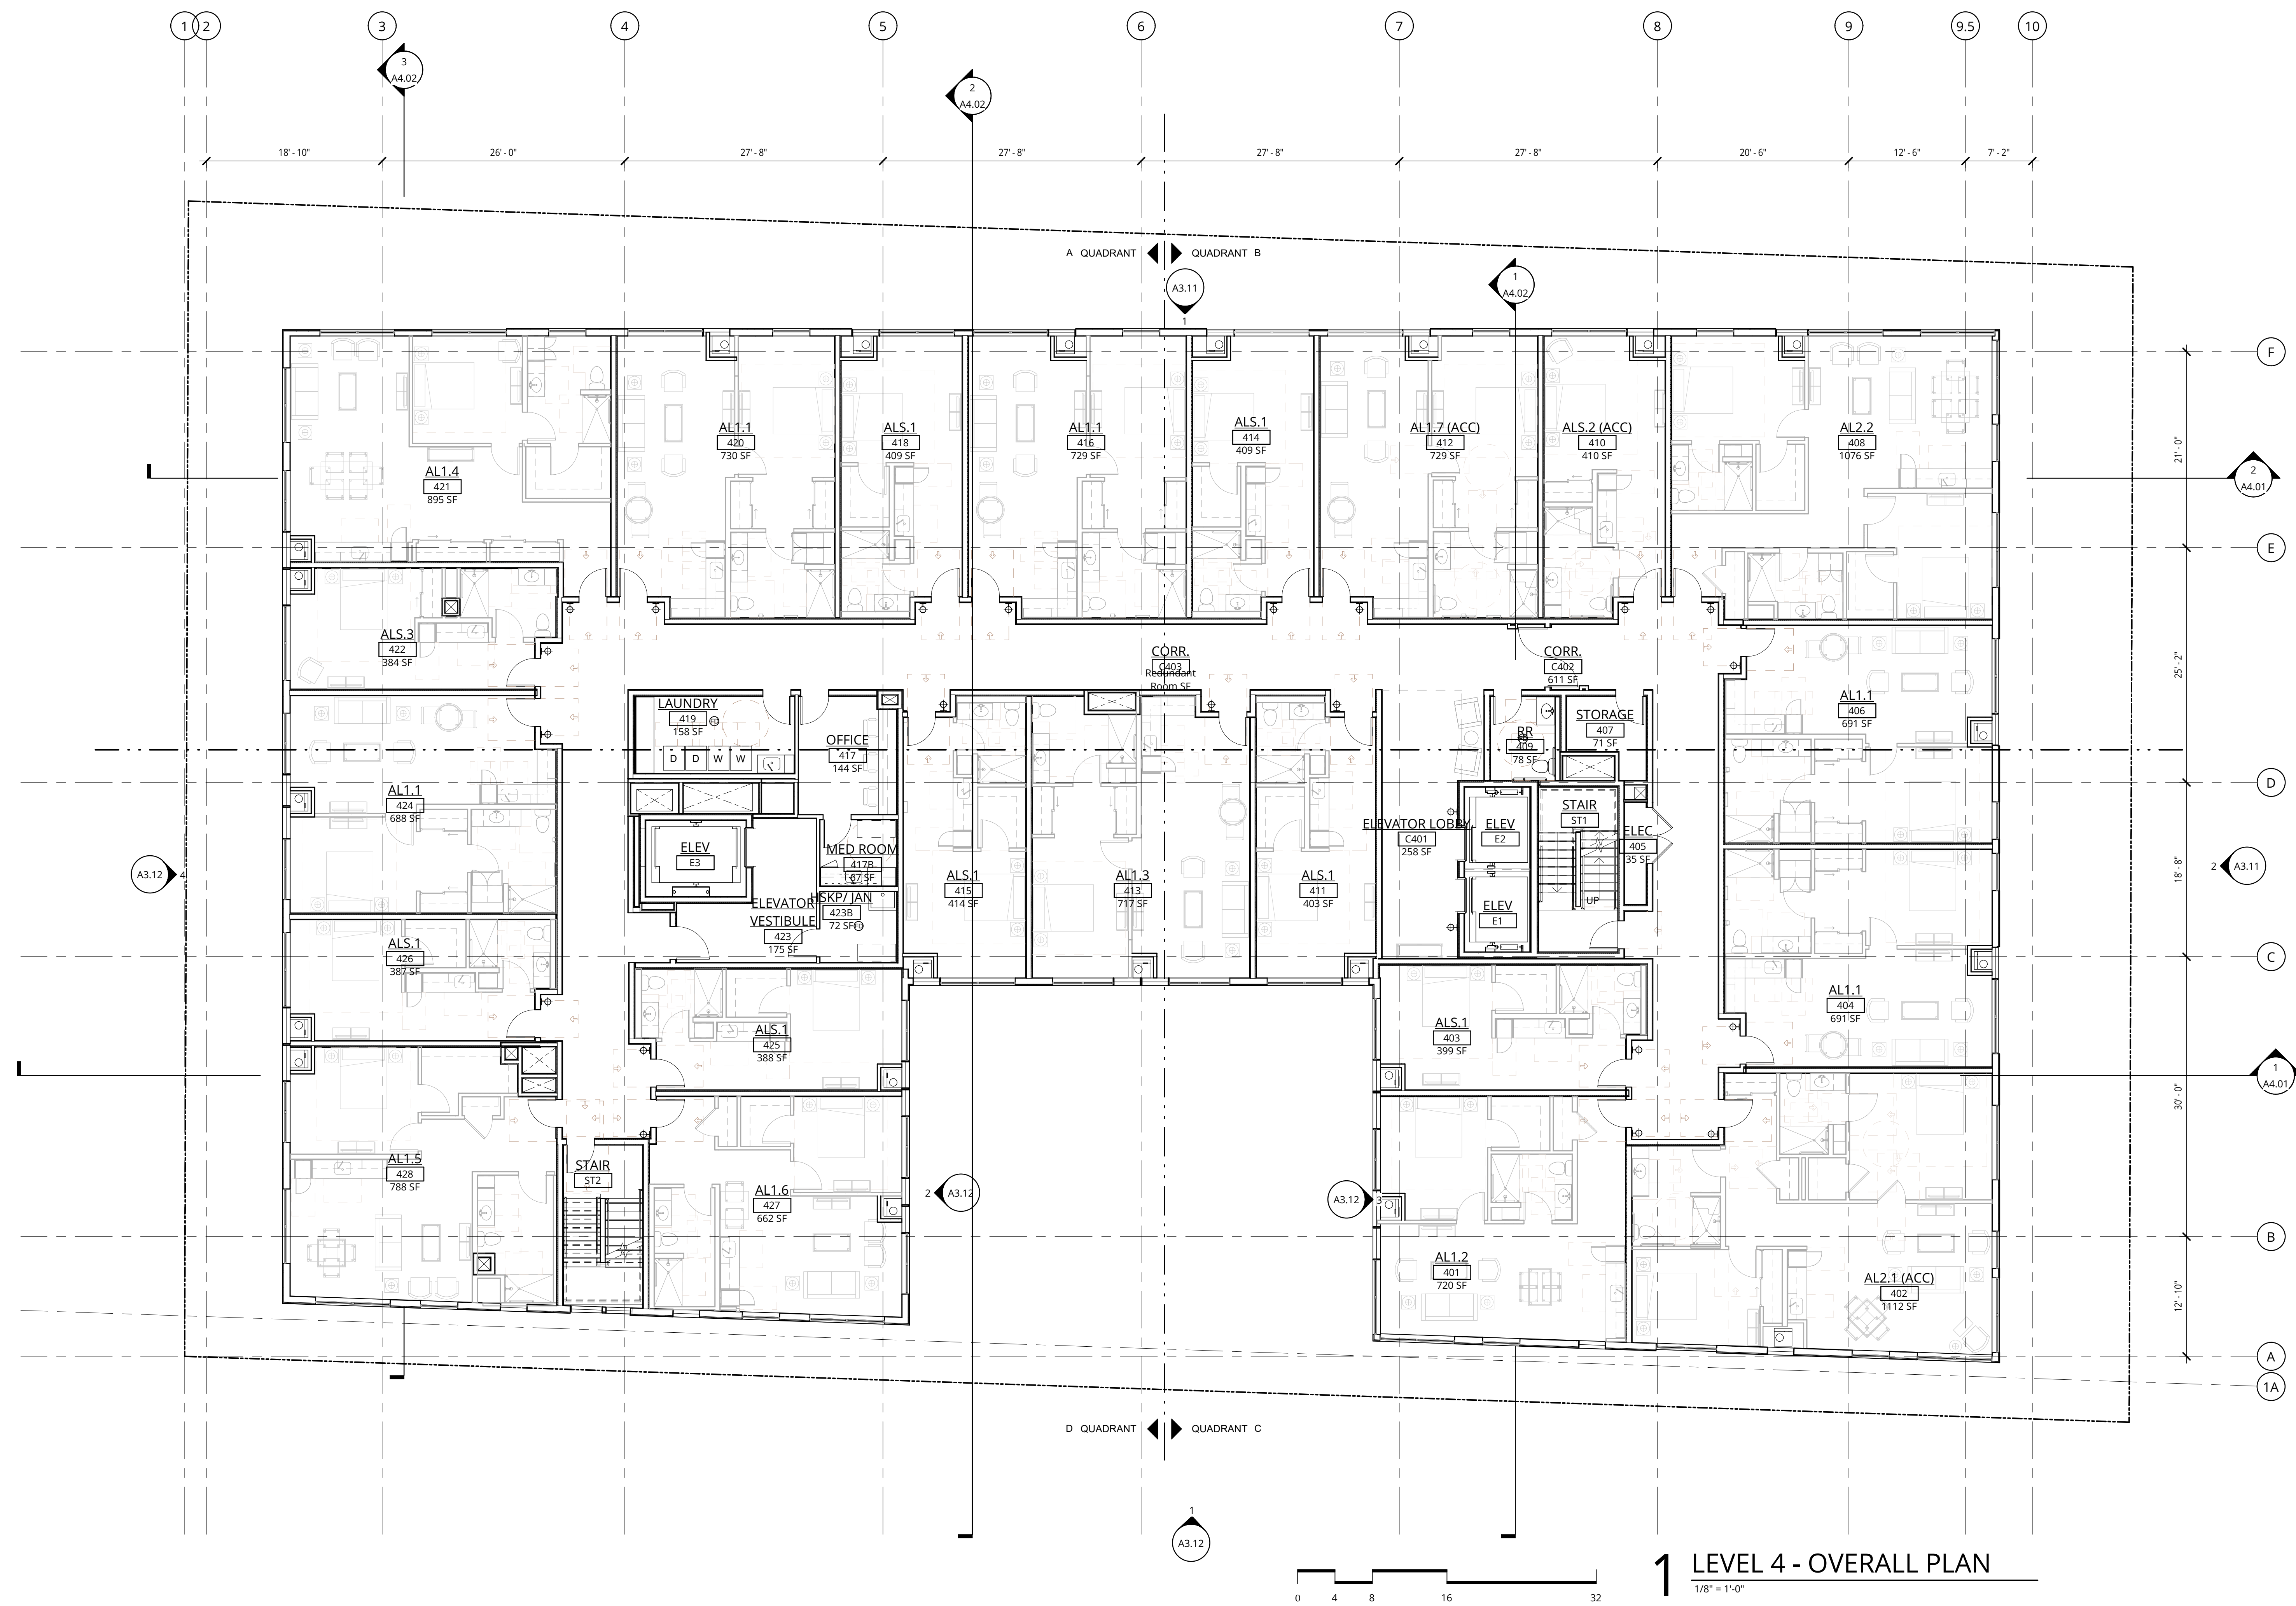 1 2 3 4 5 6 7 8 9 9.5 10
3
A4.02
2
A4.02
18' - 10" 26' - 0" 27' - 8" 27' - 8" 27' - 8" 27' - 8" 20' - 6" 12' - 6" 7' - 2"
A QUADRANT QUADRANT B
A3.11
1
1
A4.02
F
21' - 0"
2
A4.01
E
25' - 2"
D
18' - 8"
2 A3.11
C
30' - 0"
1
A4.01
B
12' - 10"
A
1A
AL1.4
421
895 SF
AL1.1
420
730 SF
ALS.1
418
409 SF
AL1.1
416
729 SF
ALS.1
414
409 SF
AL1.7 (ACC)
412
729 SF
ALS.2 (ACC)
410
410 SF
AL2.2
408
1076 SF
ALS.3
422
384 SF
CORR.
C403
Redundant
Room SF
CORR.
C402
611 SF
LAUNDRY
419
158 SF
FD
D D W W
OFFICE
417
144 SF
RR
409
78 SF
STORAGE
407
71 SF
AL1.1
406
691 SF
AL1.1
424
688 SF
ELEV
E3
MED ROOM
417B
67 SF
HSKP/ JAN
423B
72 SF
FD
ELEVATOR
VESTIBULE
423
175 SF
ALS.1
415
414 SF
AL1.3
413
717 SF
ALS.1
411
403 SF
ELEVATOR LOBBY
C401
258 SF
ELEV
E2
ELEV
E1
STAIR
ST1
UP
ELEC
405
35 SF
A3.12 4
ALS.1
426
387 SF
ALS.1
425
388 SF
ALS.1
403
399 SF
AL1.1
404
691 SF
AL1.5
428
788 SF
STAIR
ST2
AL1.6
427
662 SF
2 A3.12
A3.12 3
AL1.2
401
720 SF
AL2.1 (ACC)
402
1112 SF
D QUADRANT QUADRANT C
1
A3.12
0 4 8 16 32
1 LEVEL 4 - OVERALL PLAN
1/8" = 1'-0"